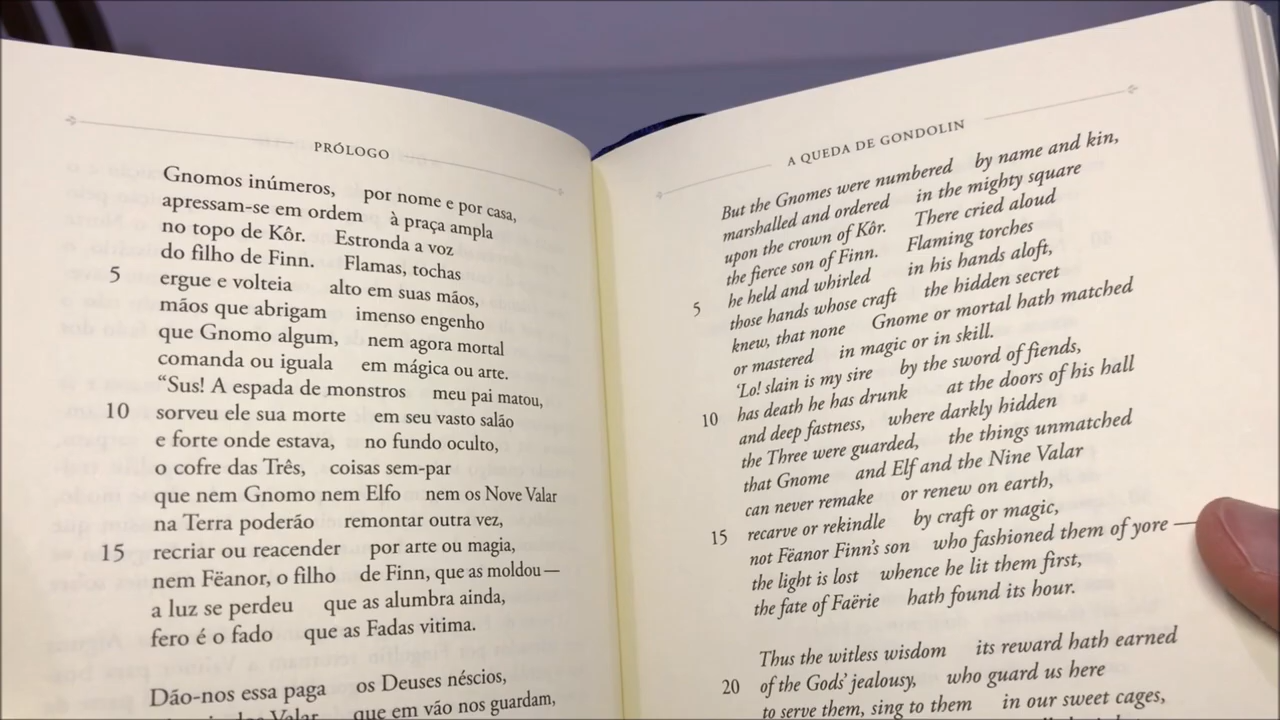 PRÓLOGO
Gnomos inúmeros, por nome e por casa,
apressam-se em ordem à praça ampla
no topo de Kôr. Estronda a voz
do filho de Finn. Flamas, tochas
5 ergue e volteia alto em suas mãos,
mãos que abrigam imenso engenho
que Gnomo algum, nem agora mortal
comanda ou iguala em mágica ou arte.
“Sus! A espada de monstros meu pai matou,
10 sorveu ele sua morte em seu vasto salão
e forte onde estava, no fundo oculto,
o cofre das Três, coisas sem-par
que nem Gnomo nem Elfo nem os Nove Valar
na Terra poderão remontar outra vez,
15 recriar ou reacender por arte ou magia,
nem Fëanor, o filho de Finn, que as moldou—
a luz se perdeu que as alumbra ainda,
fero é o fado que as Fadas vitima.
Dão-nos essa paga os Deuses néscios,
Valar que em vão nos guardam,
A QUEDA DE GONDOLIN
But the Gnomes were numbered by name and kin,
marshalled and ordered in the mighty square
upon the crown of Kôr. There cried aloud
the fierce son of Finn. Flaming torches
5 he held and whirled in his hands aloft,
those hands whose craft the hidden secret
knew, that none Gnome or mortal hath matched
or mastered in magic or in skill.
‘Lo! slain is my sire by the sword of fiends,
10 has death he has drunk at the doors of his hall
and deep fastness, where darkly hidden
the Three were guarded, the things unmatched
that Gnome and Elf and the Nine Valar
can never remake or renew on earth,
15 recarve or rekindle by craft or magic,
not Fëanor Finn’s son who fashioned them of yore —
the light is lost whence he lit them first,
the fate of Faërie hath found its hour.
Thus the witless wisdom its reward hath earned
20 of the Gods’ jealousy, who guard us here
to serve them, sing to them in our sweet cages,